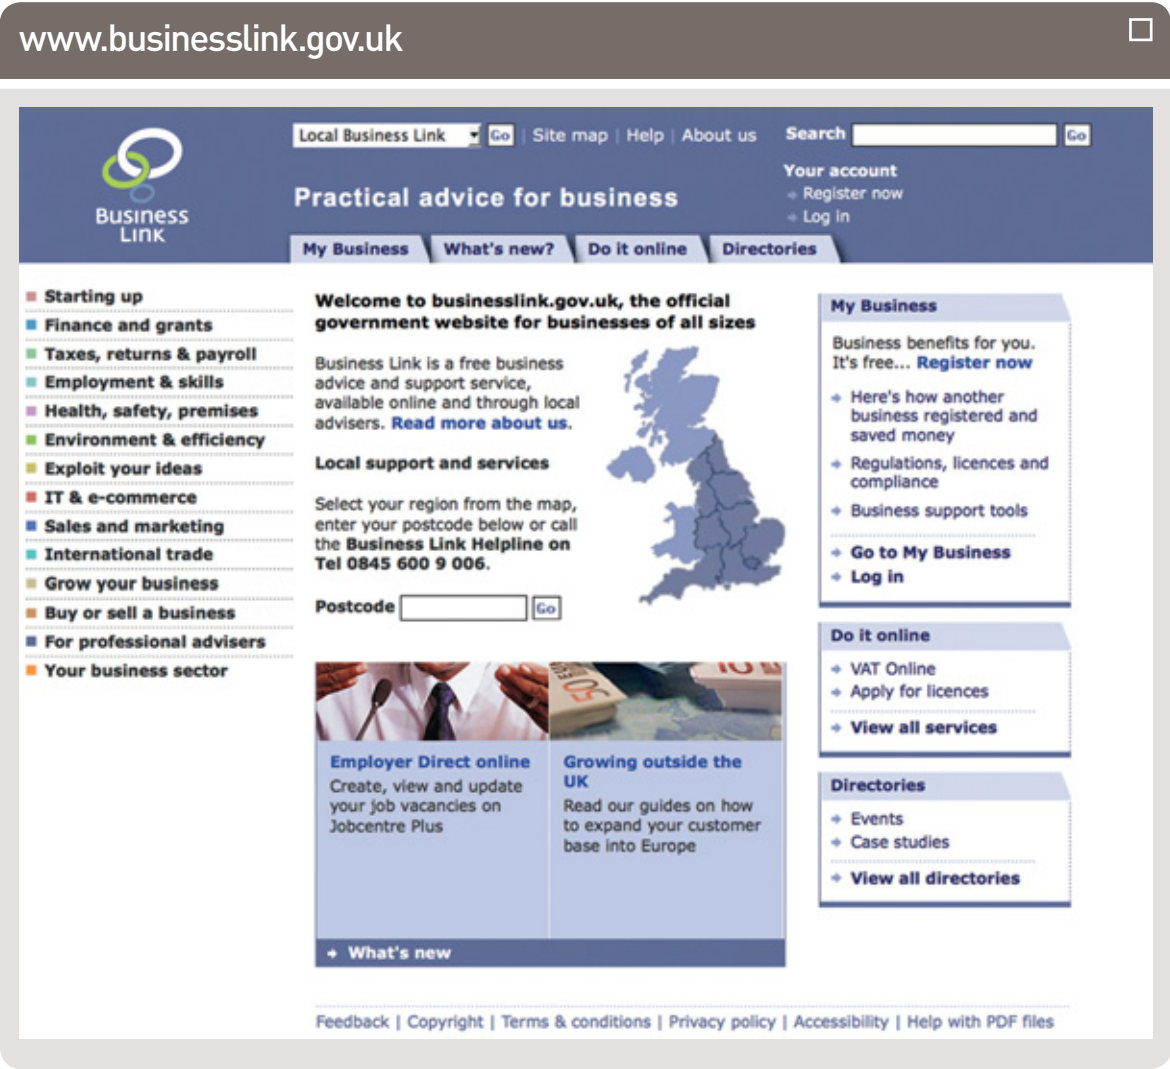 www.businesslink.gov.uk
Business
Link
Local Business Link Go | Site map | Help | About us
Search Go
Practical advice for business
Your account
Register now
Log in
My Business
What's new?
Do it online
Directories
Starting up
Finance and grants
Taxes, returns & payroll
Employment & skills
Health, safety, premises
Environment & efficiency
Exploit your ideas
IT & e-commerce
Sales and marketing
International trade
Grow your business
Buy or sell a business
For professional advisers
Your business sector
Welcome to businesslink.gov.uk, the official
government website for businesses of all sizes
Business Link is a free business
advice and support service,
available online and through local
advisers. Read more about us.
Local support and services
Select your region from the map,
enter your postcode below or call
the Business Link Helpline on
Tel 0845 600 9 006.
Postcode Go
50
Employer Direct online
Create, view and update
your job vacancies on
Jobcentre Plus
Growing outside the
UK
Read our guides on how
to expand your customer
base into Europe
What's new
My Business
Business benefits for you.
It's free... Register now
Here's how another
business registered and
saved money
Regulations, licences and
compliance
Business support tools
Go to My Business
Log in
Do it online
VAT Online
Apply for licences
View all services
Directories
Events
Case studies
View all directories
Feedback | Copyright | Terms & conditions | Privacy policy | Accessibility | Help with PDF files